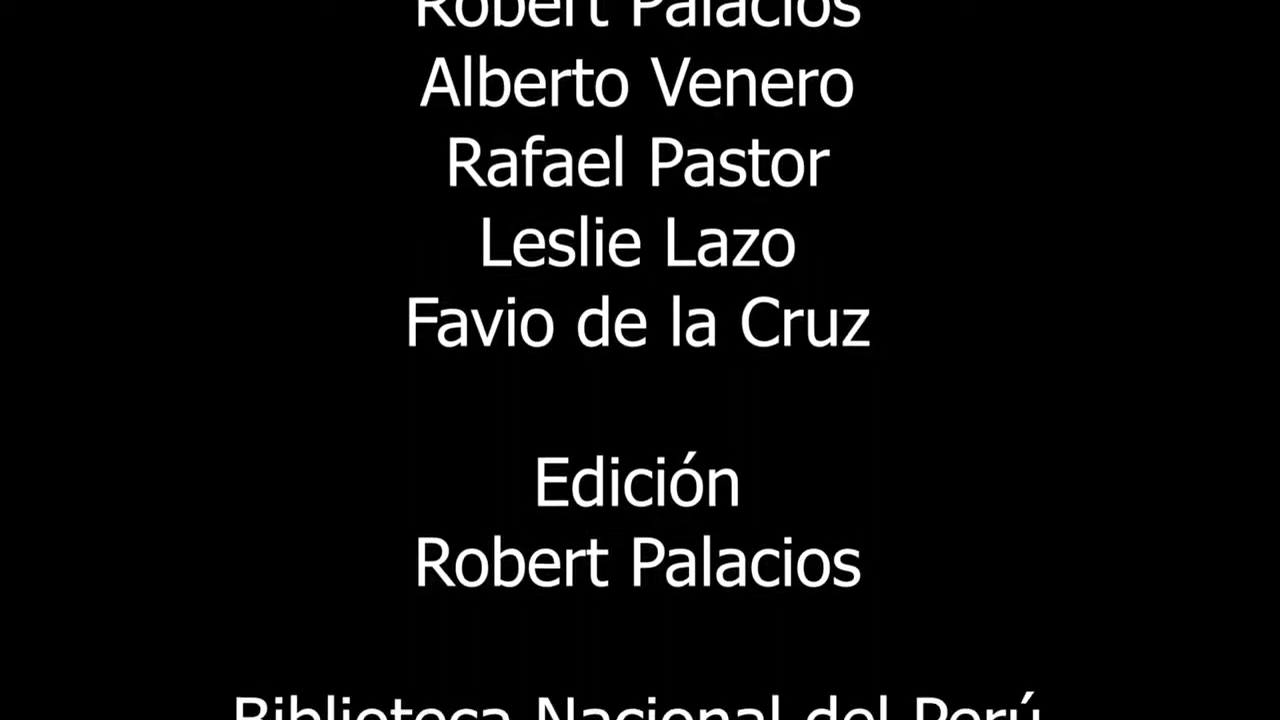 Robert Palacios
Alberto Venero
Rafael Pastor
Leslie Lazo
Favio de la Cruz
Edición
Robert Palacios
Biblioteca Nacional del Perú